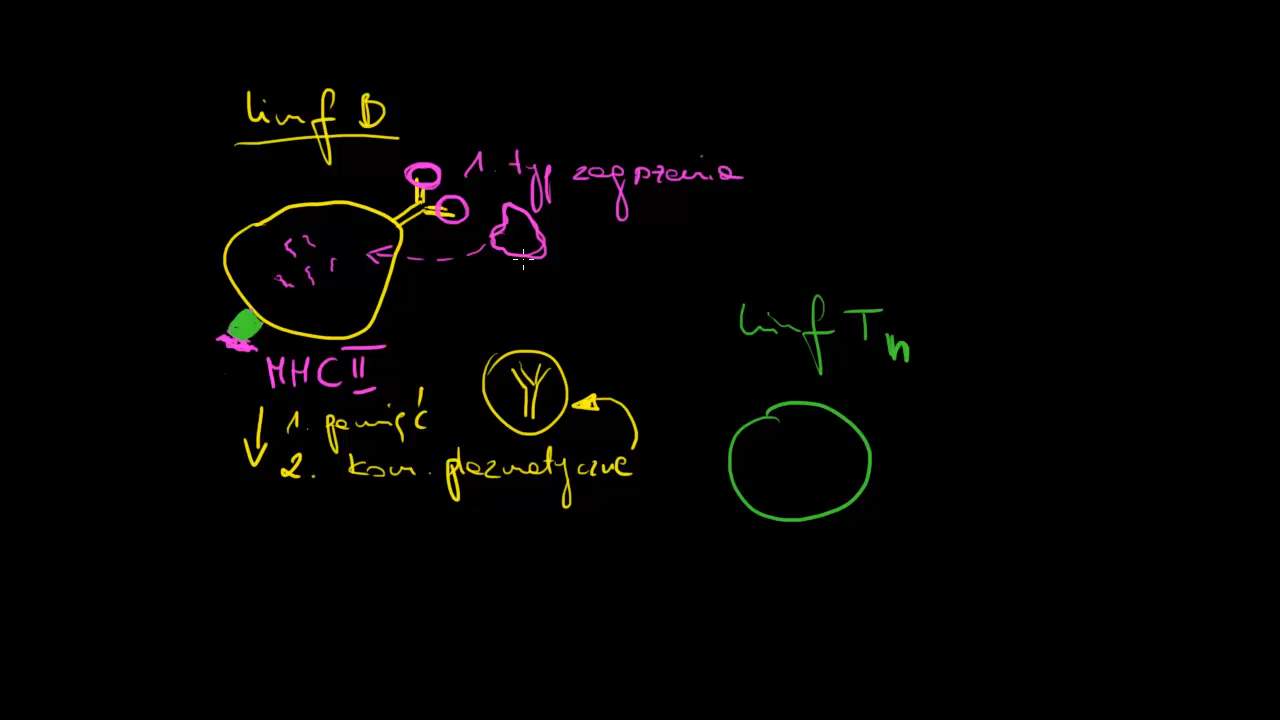 limf B
1. typ zagrożenia
MHC II
1. pamięć
2. kom. plazmatyczne
limf Th